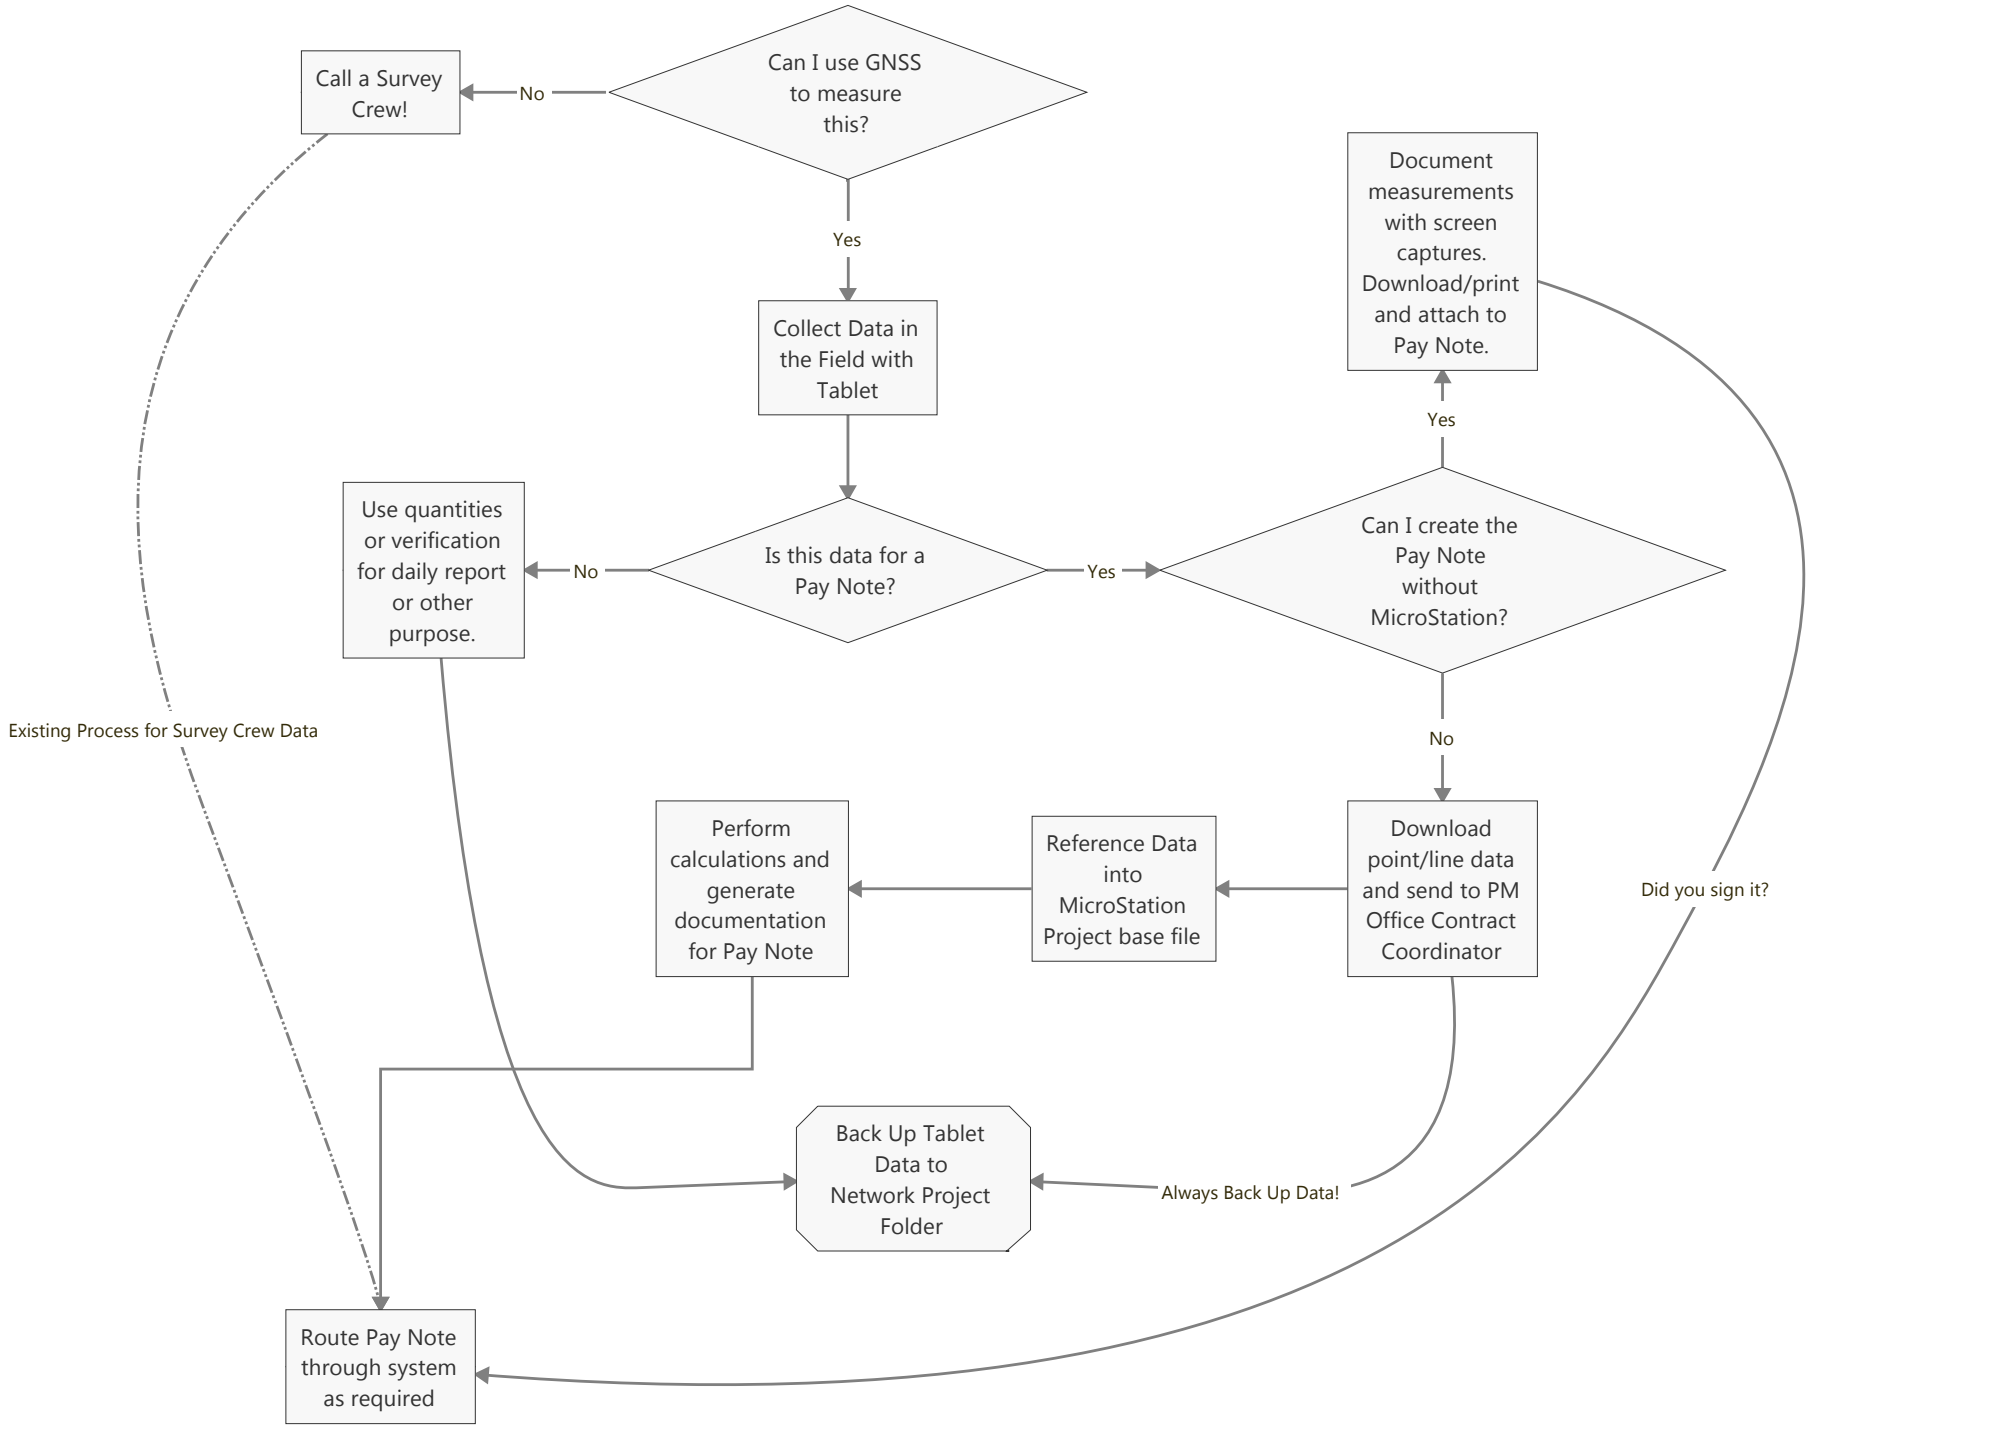 Can I use GNSS
to measure
this?
No
Call a Survey
Crew!
Yes
Collect Data in
the Field with
Tablet
Document
measurements
with screen
captures.
Download/print
and attach to
Pay Note.
Yes
Use quantities
or verification
for daily report
or other
purpose.
No
Is this data for a
Pay Note?
Yes
Can I create the
Pay Note
without
MicroStation?
Existing Process for Survey Crew Data
No
Perform
calculations and
generate
documentation
for Pay Note
Reference Data
into
MicroStation
Project base file
Download
point/line data
and send to PM
Office Contract
Coordinator
Did you sign it?
Back Up Tablet
Data to
Network Project
Folder
Always Back Up Data!
Route Pay Note
through system
as required